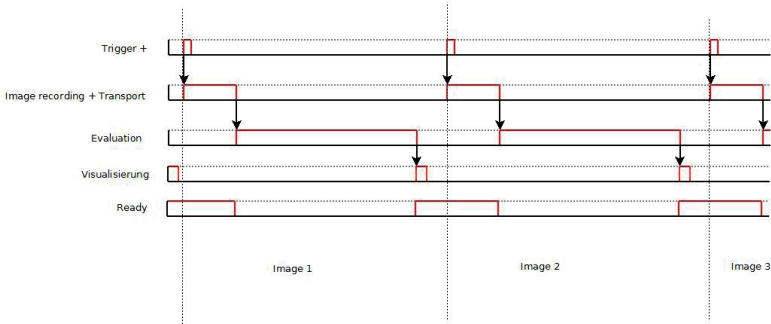 Trigger +
Image recording + Transport
Evaluation
Visualisierung
Ready
Image 1
Image 2
Image 3